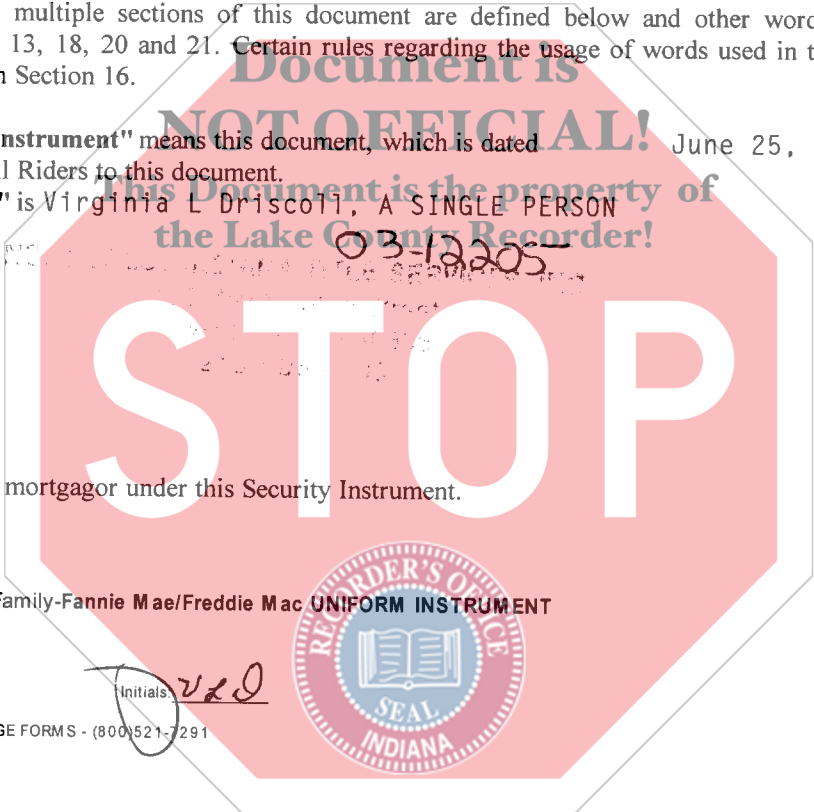 multiple sections of this document are defined below and other word
13, 18, 20 and 21. Certain rules regarding the usage of words used in t
n Section 16.
Document is
nstrument" means this document, which is dated June 25,
NOT OFFICIAL!
l Riders to this document.
This Document is the property of
" is Virginia L Driscoll, A SINGLE PERSON
the Lake County Recorder!
03-12205
STOP
mortgagor under this Security Instrument.
Family-Fannie Mae/Freddie Mac UNIFORM INSTRUMENT
RECORDER'S OFFICE
SEAL
INDIANA
Initials: VLD
GE FORMS - (800)521-7291